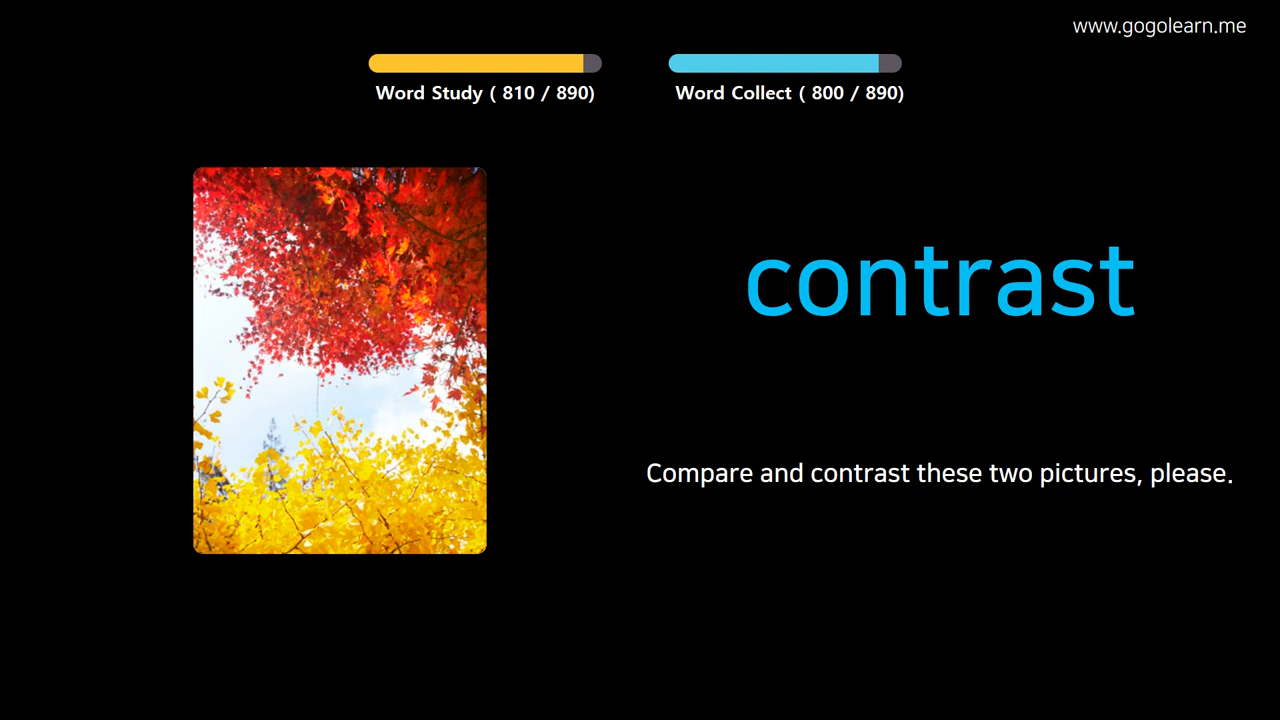 www.gogolearn.me
Word Study ( 810 / 890)
Word Collect ( 800 / 890)
contrast
Compare and contrast these two pictures, please.